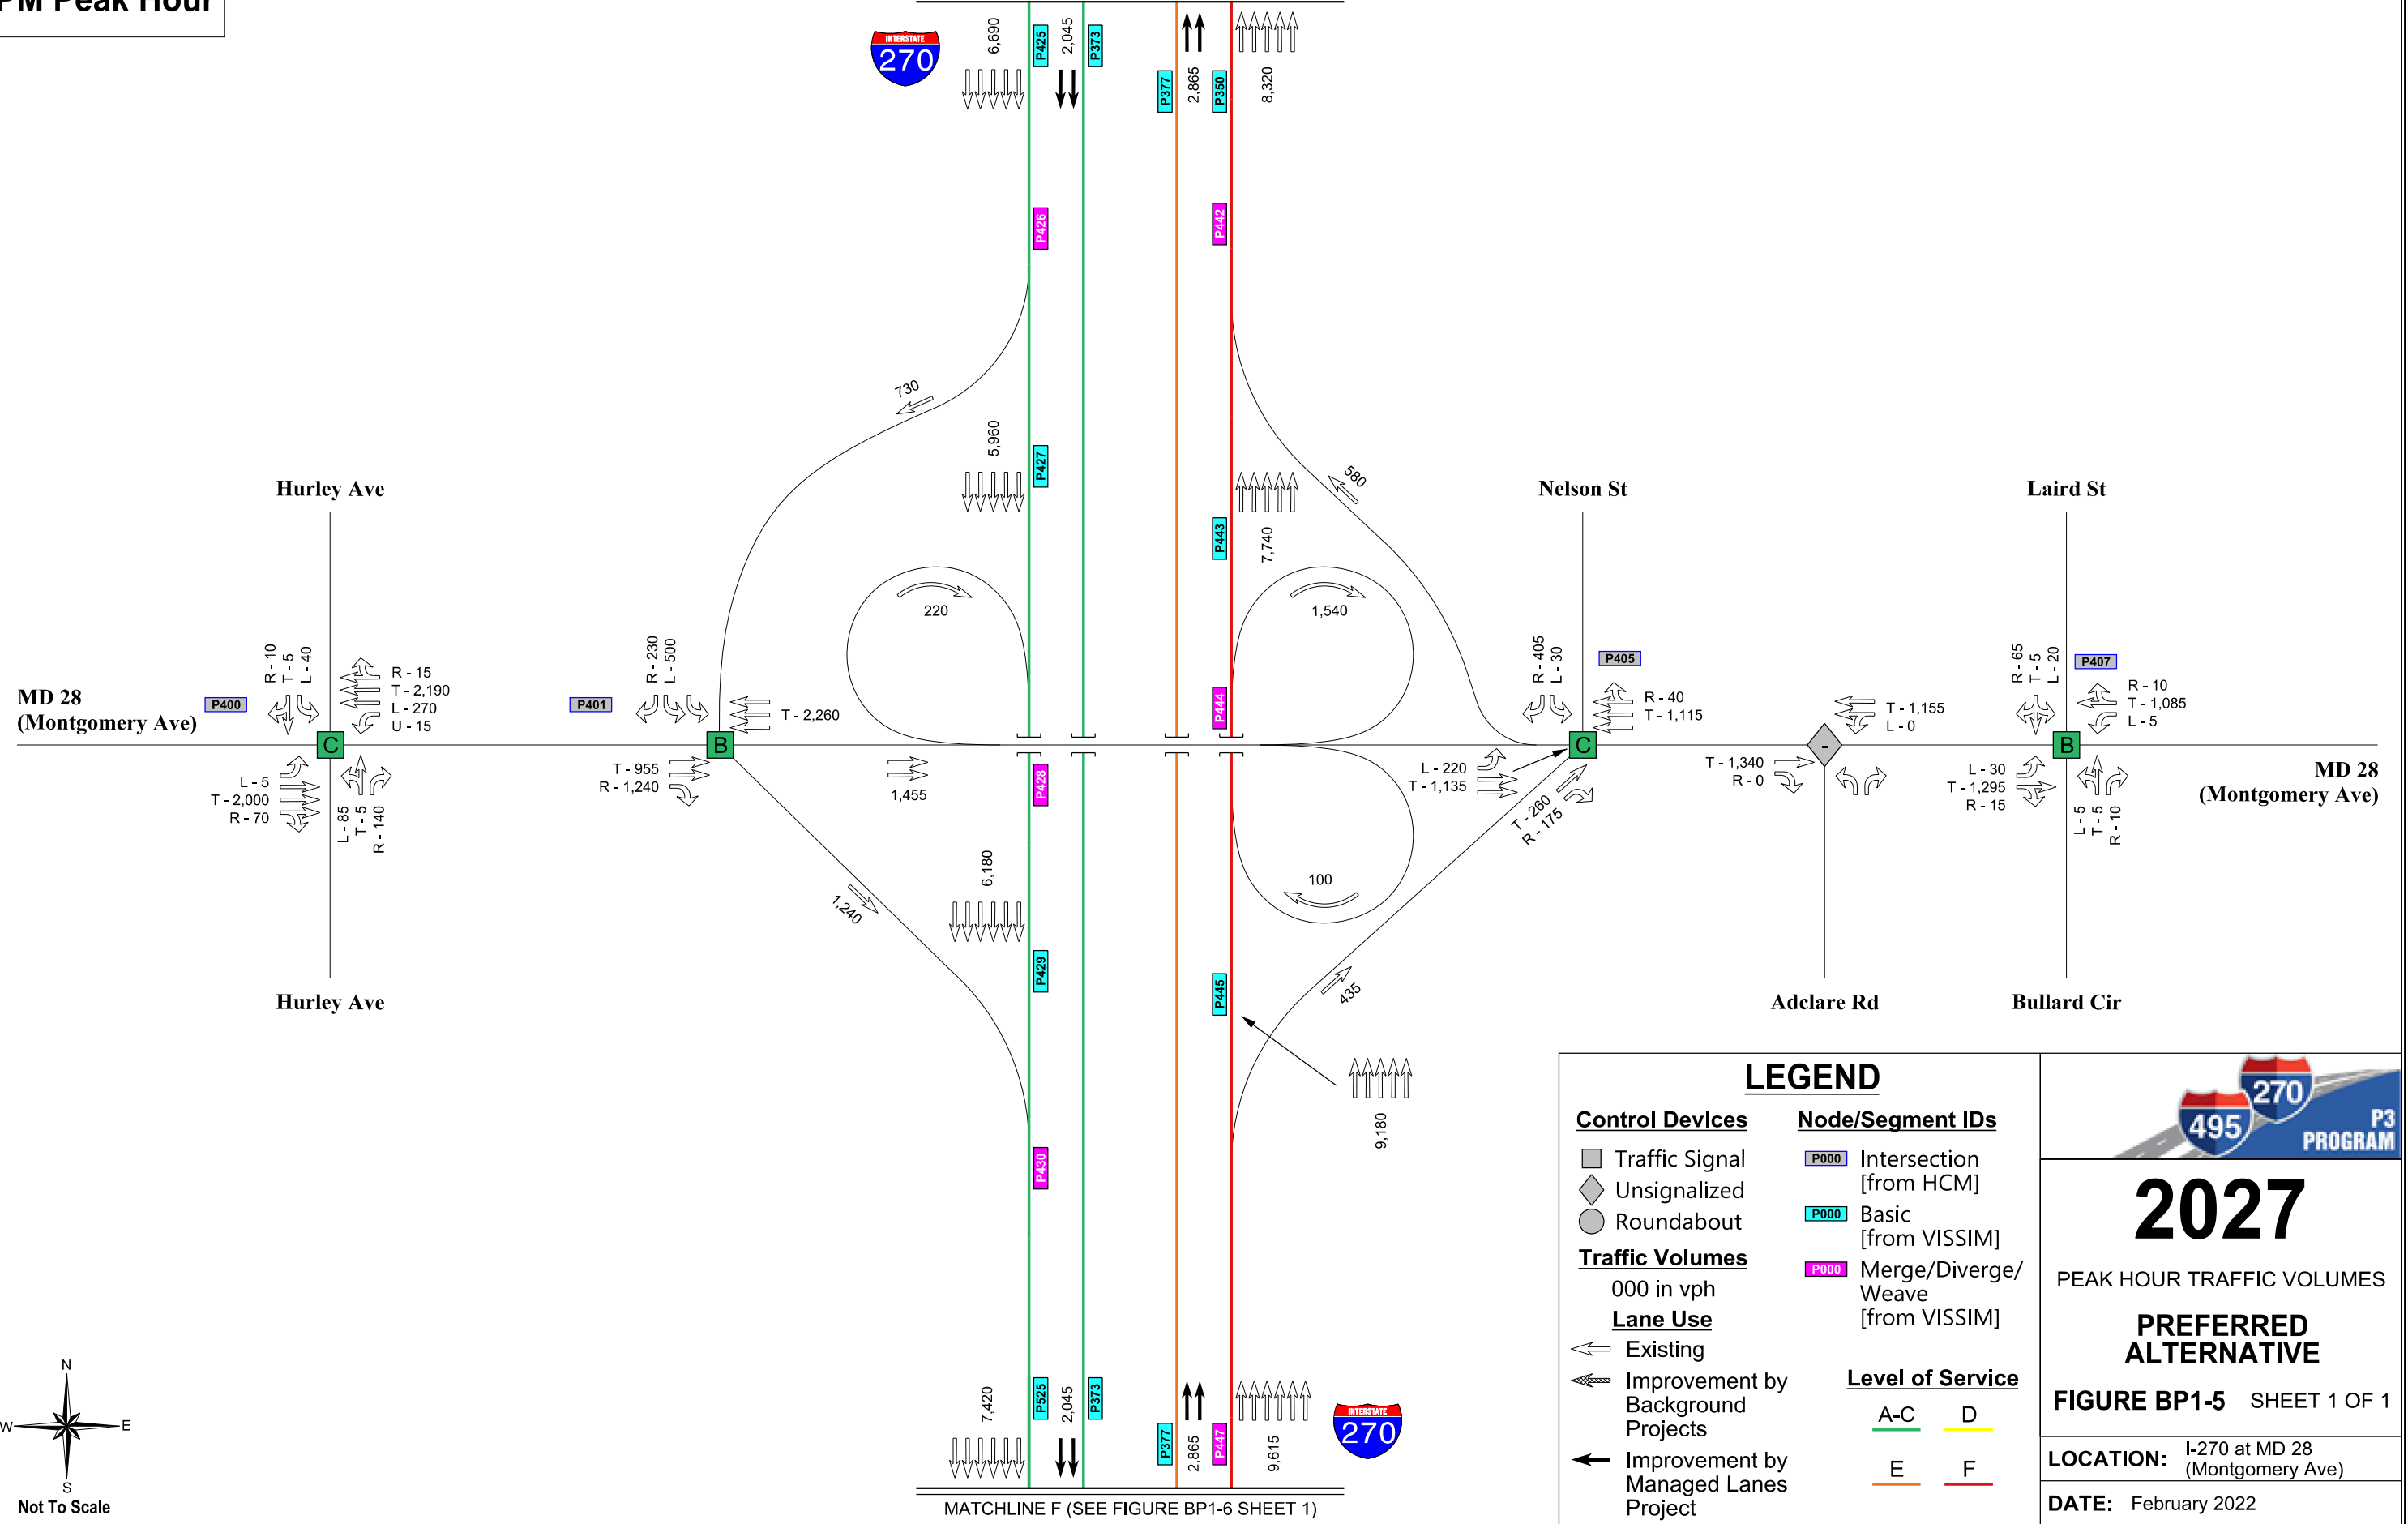 PM Peak Hour
INTERSTATE
270
6,690
P425
2,045
P373
P377
2,865
P350
8,320
P426
P442
730
5,960
P427
580
P443
7,740
Hurley Ave
Nelson St
Laird St
220
1,540
R - 10
T - 5
L - 40
R - 15
T - 2,190
L - 270
U - 15
P400
MD 28
(Montgomery Ave)
C
L - 5
T - 2,000
R - 70
L - 85
T - 5
R - 140
P401
R - 230
L - 500
T - 2,260
B
T - 955
R - 1,240
1,455
P444
P428
R - 405
L - 30
P405
R - 40
T - 1,115
C
L - 220
T - 1,135
T - 260
R - 175
T - 1,155
L - 0
-
T - 1,340
R - 0
R - 65
T - 5
L - 20
P407
R - 10
T - 1,085
L - 5
B
L - 30
T - 1,295
R - 15
L - 5
T - 5
R - 10
MD 28
(Montgomery Ave)
6,180
1,240
100
P429
P445
435
Hurley Ave
Adclare Rd
Bullard Cir
9,180
P430
7,420
P525
2,045
P373
P377
2,865
P447
9,615
INTERSTATE
270
MATCHLINE F (SEE FIGURE BP1-6 SHEET 1)
N
W
E
S
Not To Scale
LEGEND
Control Devices
Traffic Signal
Unsignalized
Roundabout
Traffic Volumes
000 in vph
Lane Use
Existing
Improvement by
Background
Projects
Improvement by
Managed Lanes
Project
Node/Segment IDs
P000 Intersection
[from HCM]
P000 Basic
[from VISSIM]
P000 Merge/Diverge/
Weave
[from VISSIM]
Level of Service
A-C D
E F
270
495
P3
PROGRAM
2027
PEAK HOUR TRAFFIC VOLUMES
PREFERRED
ALTERNATIVE
FIGURE BP1-5 SHEET 1 OF 1
LOCATION: I-270 at MD 28
(Montgomery Ave)
DATE: February 2022